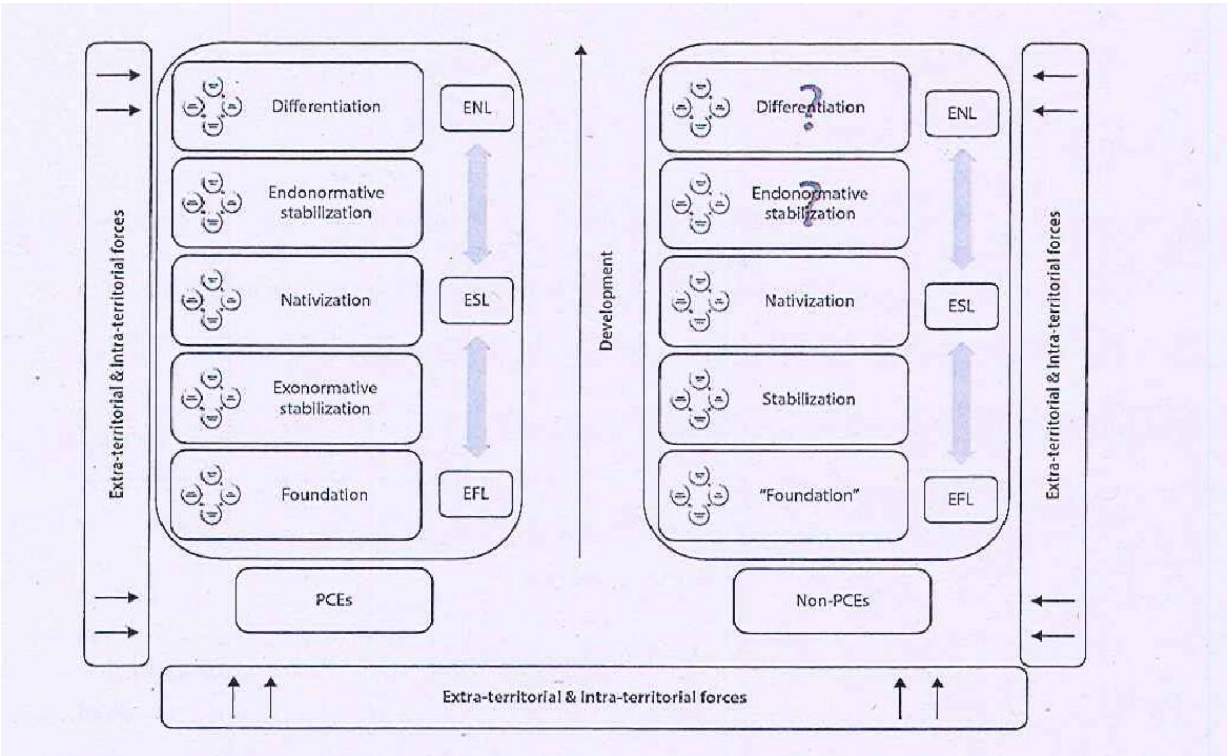 Extra-territorial & Intra-territorial forces
Differentiation
ENL
Endonormative
stabilization
Nativization
ESL
Exonormative
stabilization
Foundation
EFL
PCEs
Development
?
Differentiation
ENL
?
Endonormative
stabilization
Nativization
ESL
Stabilization
"Foundation"
EFL
Non-PCEs
Extra-territorial & Intra-territorial forces
Extra-territorial & Intra-territorial forces